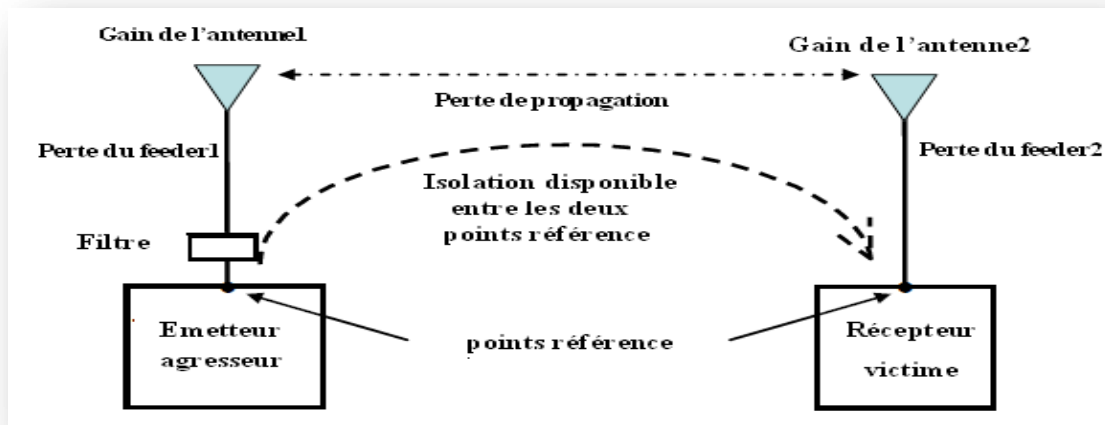 Gain de l'antenne1
Gain de l'antenne2
Perte de propagation
Perte du feeder1
Perte du feeder2
Isolation disponible
entre les deux
points référence
Filtre
Emetteur
agresseur
points référence
Récepteur
victime